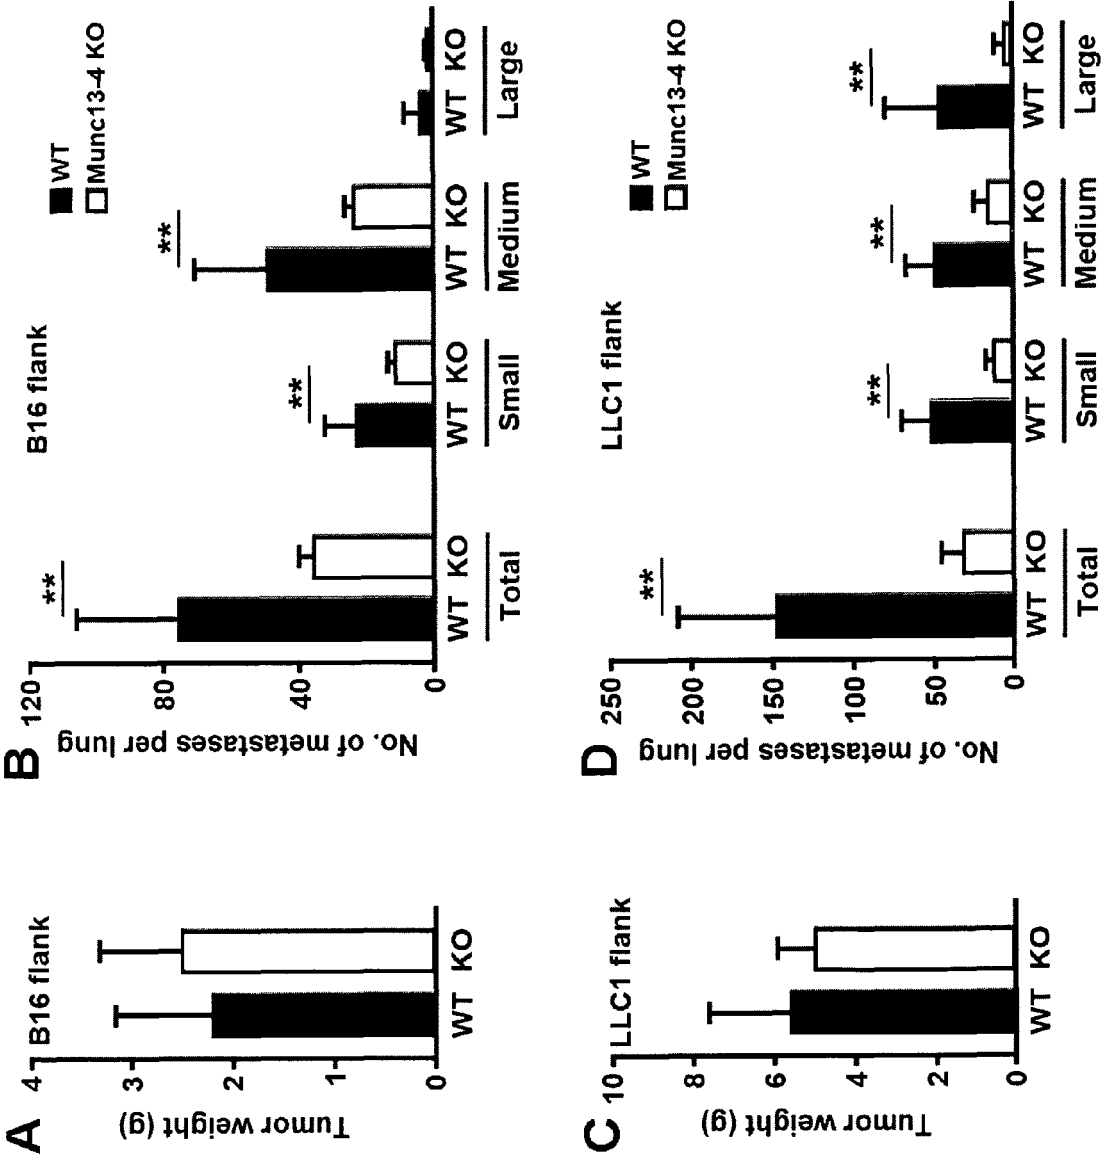 A
B16 flank
Tumor weight (g)
4
3
2
1
0
WT KO
B
B16 flank
WT
Munc13-4 KO
No. of metastases per lung
120
80
40
0
**
**
**
WT KO WT KO WT KO WT KO
Total Small Medium Large
C
LLC1 flank
Tumor weight (g)
10
8
6
4
2
0
WT KO
D
LLC1 flank
WT
Munc13-4 KO
No. of metastases per lung
250
200
150
100
50
0
**
**
**
**
WT KO WT KO WT KO WT KO
Total Small Medium Large